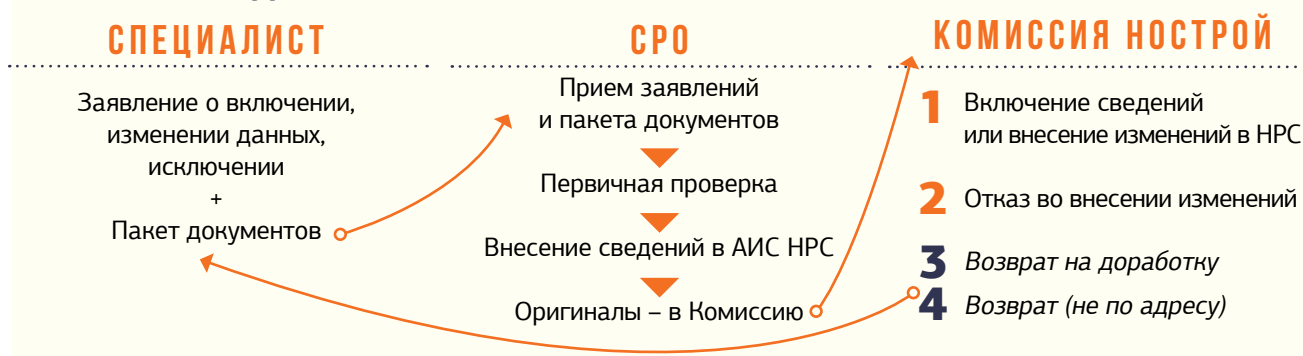 СПЕЦИАЛИСТ
Заявление о включении,
изменении данных,
исключении
+
Пакет документов
СРО
Прием заявлений
и пакета документов
Первичная проверка
Внесение сведений в АИС НРС
Оригиналы – в Комиссию
КОМИССИЯ НОСТРОЙ
1 Включение сведений
или внесение изменений в НРС
2 Отказ во внесении изменений
3 Возврат на доработку
4 Возврат (не по адресу)